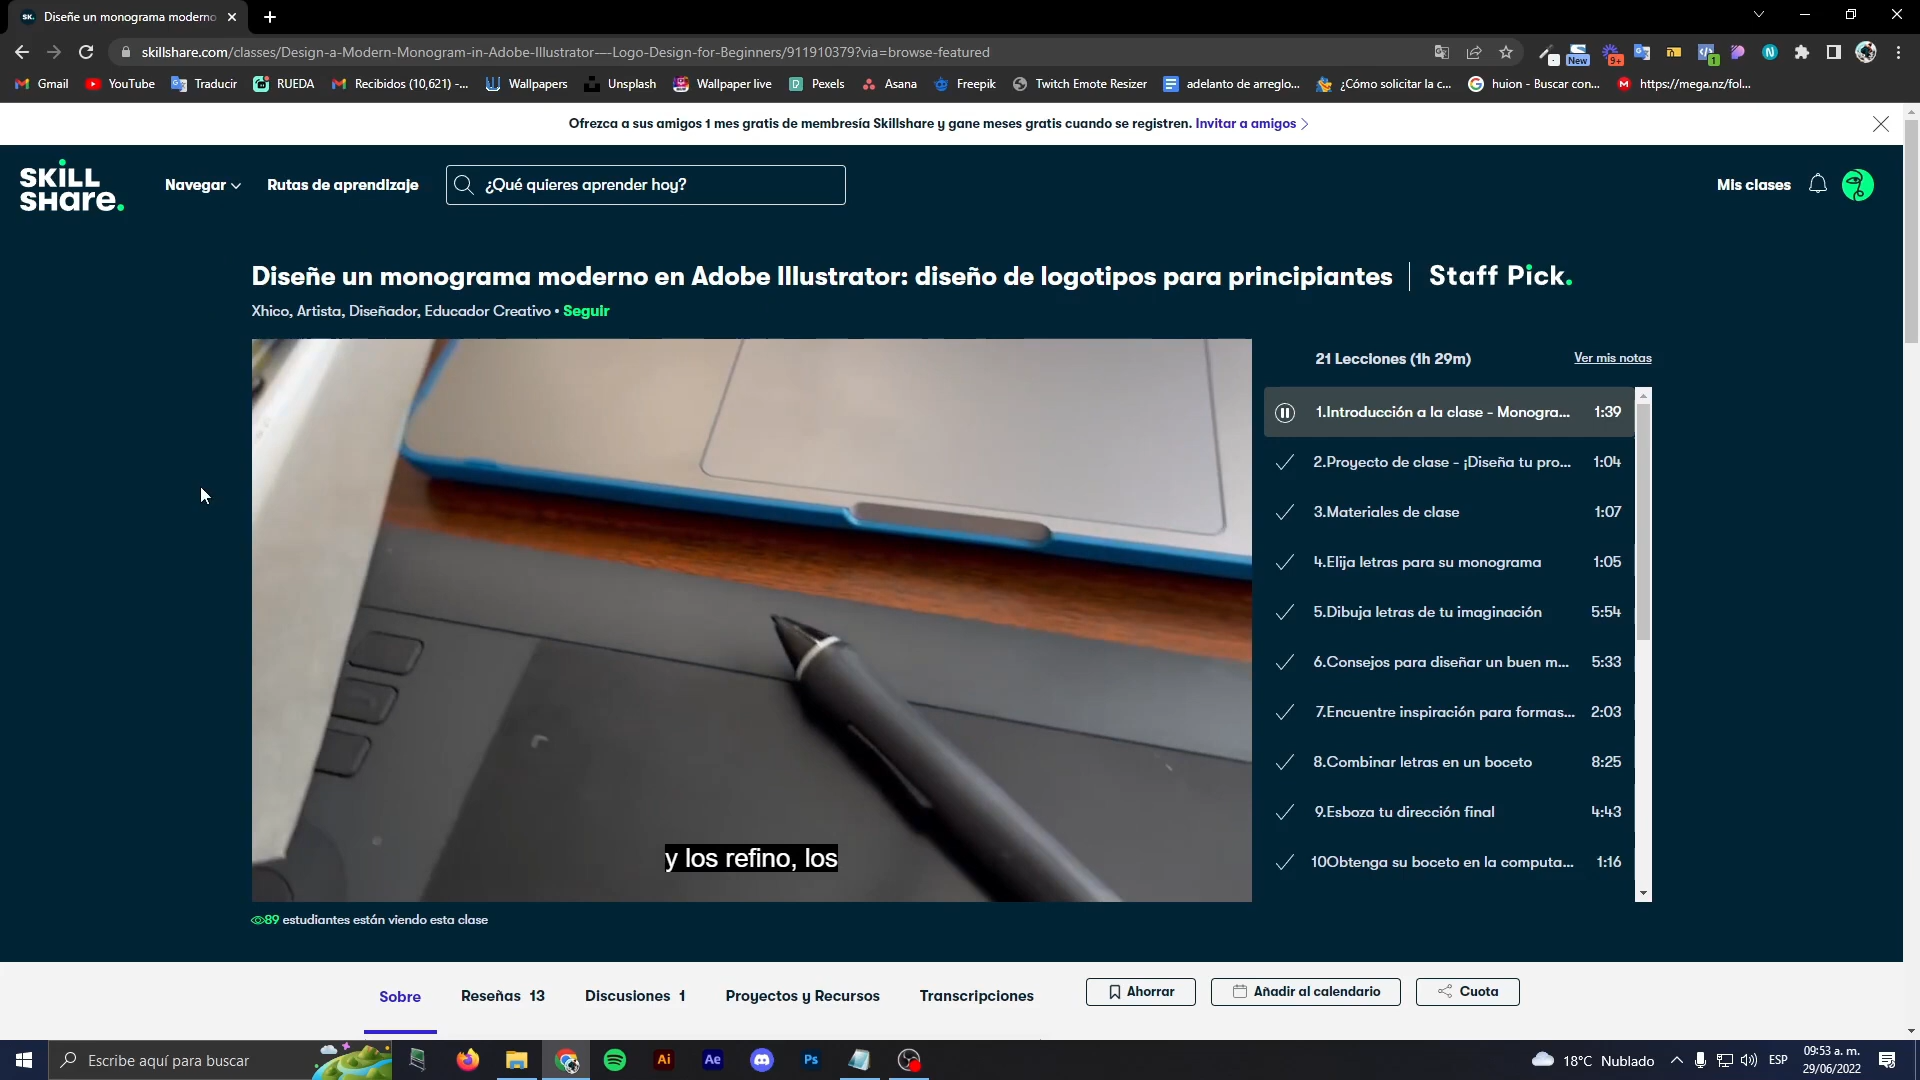 Diseñe un monograma moderno
skillshare.com/classes/Design-a-Modern-Monogram-in-Adobe-Illustrator-–-Logo-Design-for-Beginners/911910379?via=browse-featured
New
9+
1
Gmail YouTube Traducir RUEDA Recibidos (10,621) -... Wallpapers Unsplash Wallpaper live Pexels Asana Freepik Twitch Emote Resizer adelanto de arreglo... ¿Cómo solicitar la c... huion - Buscar con... https://mega.nz/fol...
Ofrezca a sus amigos 1 mes gratis de membresía Skillshare y gane meses gratis cuando se registren. Invitar a amigos >
SKILL
SHare.
Navegar
Rutas de aprendizaje
¿Qué quieres aprender hoy?
Mis clases
Diseñe un monograma moderno en Adobe Illustrator: diseño de logotipos para principiantes | Staff Pick.
Xhico, Artista, Diseñador, Educador Creativo • Seguir
21 Lecciones (1h 29m)
Ver mis notas
1.Introducción a la clase - Monogra... 1:39
2.Proyecto de clase - ¡Diseña tu pro... 1:04
3.Materiales de clase 1:07
4.Elija letras para su monograma 1:05
5.Dibuja letras de tu imaginación 5:54
6.Consejos para diseñar un buen m... 5:33
7.Encuentre inspiración para formas... 2:03
8.Combinar letras en un boceto 8:25
9.Esboza tu dirección final 4:43
10Obtenga su boceto en la computa... 1:16
y los refino, los
89 estudiantes están viendo esta clase
Sobre Reseñas 13 Discusiones 1 Proyectos y Recursos Transcripciones
Ahorrar
Añadir al calendario
Cuota
Escribe aquí para buscar
Ai
Ae
Ps
18°C Nublado
ESP
09:53 a. m.
29/06/2022